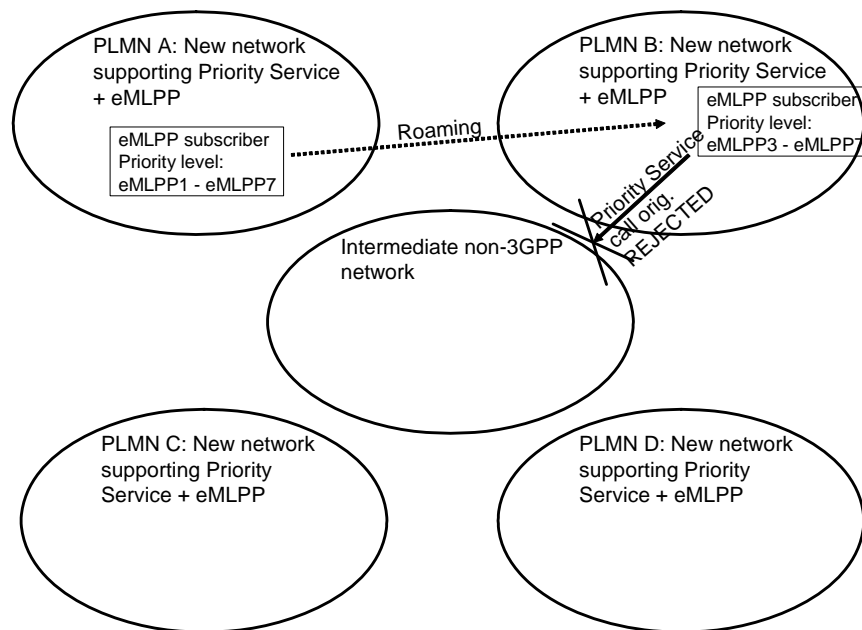 PLMN A: New network
supporting Priority Service
+ eMLPP
eMLPP subscriber
Priority level:
eMLPP1 - eMLPP7
Roaming
PLMN B: New network
supporting Priority Service
+ eMLPP
eMLPP subscriber
Priority level:
eMLPP3 - eMLPP7
Priority Service
call orig.
REJECTED
Intermediate non-3GPP
network
PLMN C: New network
supporting Priority
Service + eMLPP
PLMN D: New network
supporting Priority
Service + eMLPP